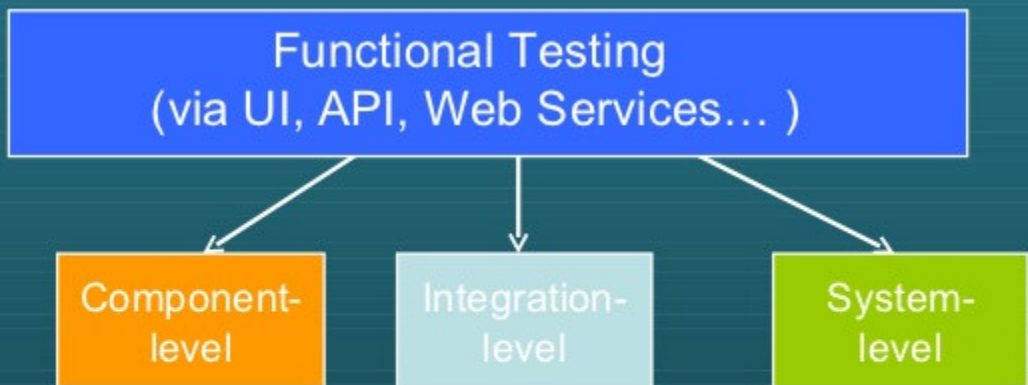 Functional Testing
(via UI, API, Web Services... )
Component-
level
Integration-
level
System-
level